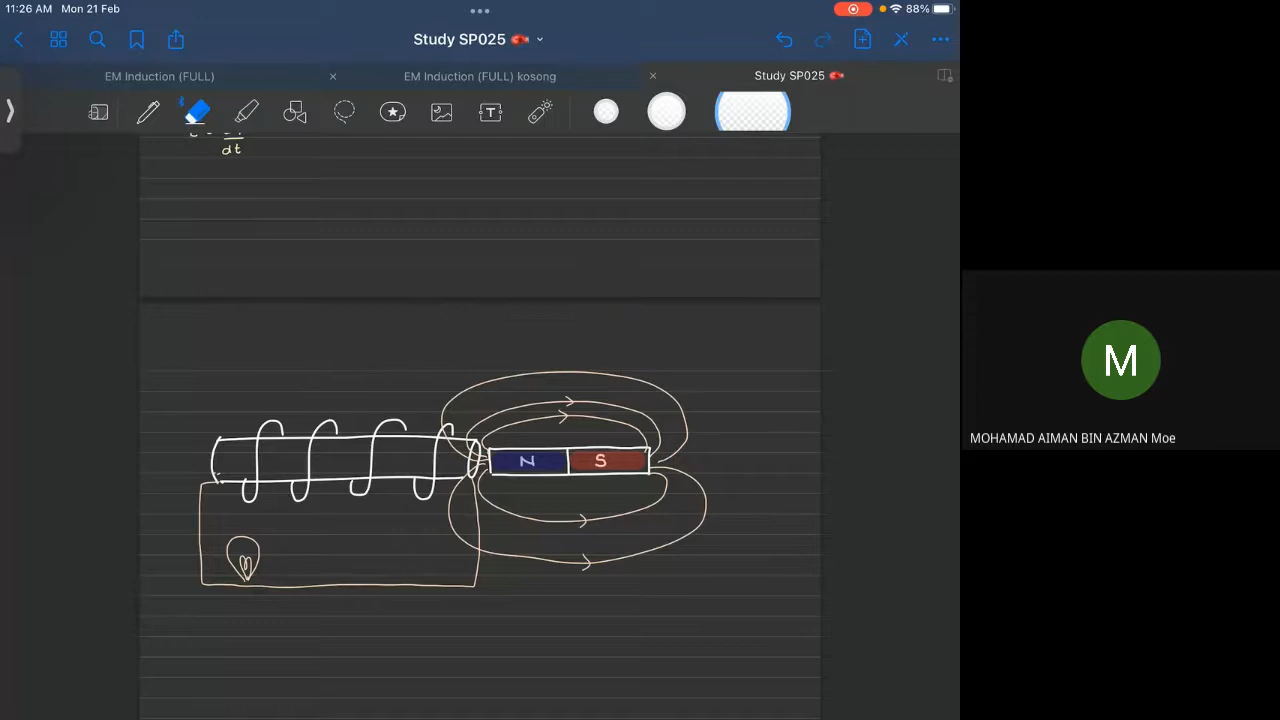 11:26 AM Mon 21 Feb
88%
Study SP025
EM Induction (FULL)
EM Induction (FULL) kosong
Study SP025
T
dt
N S
M
MOHAMAD AIMAN BIN AZMAN Moe